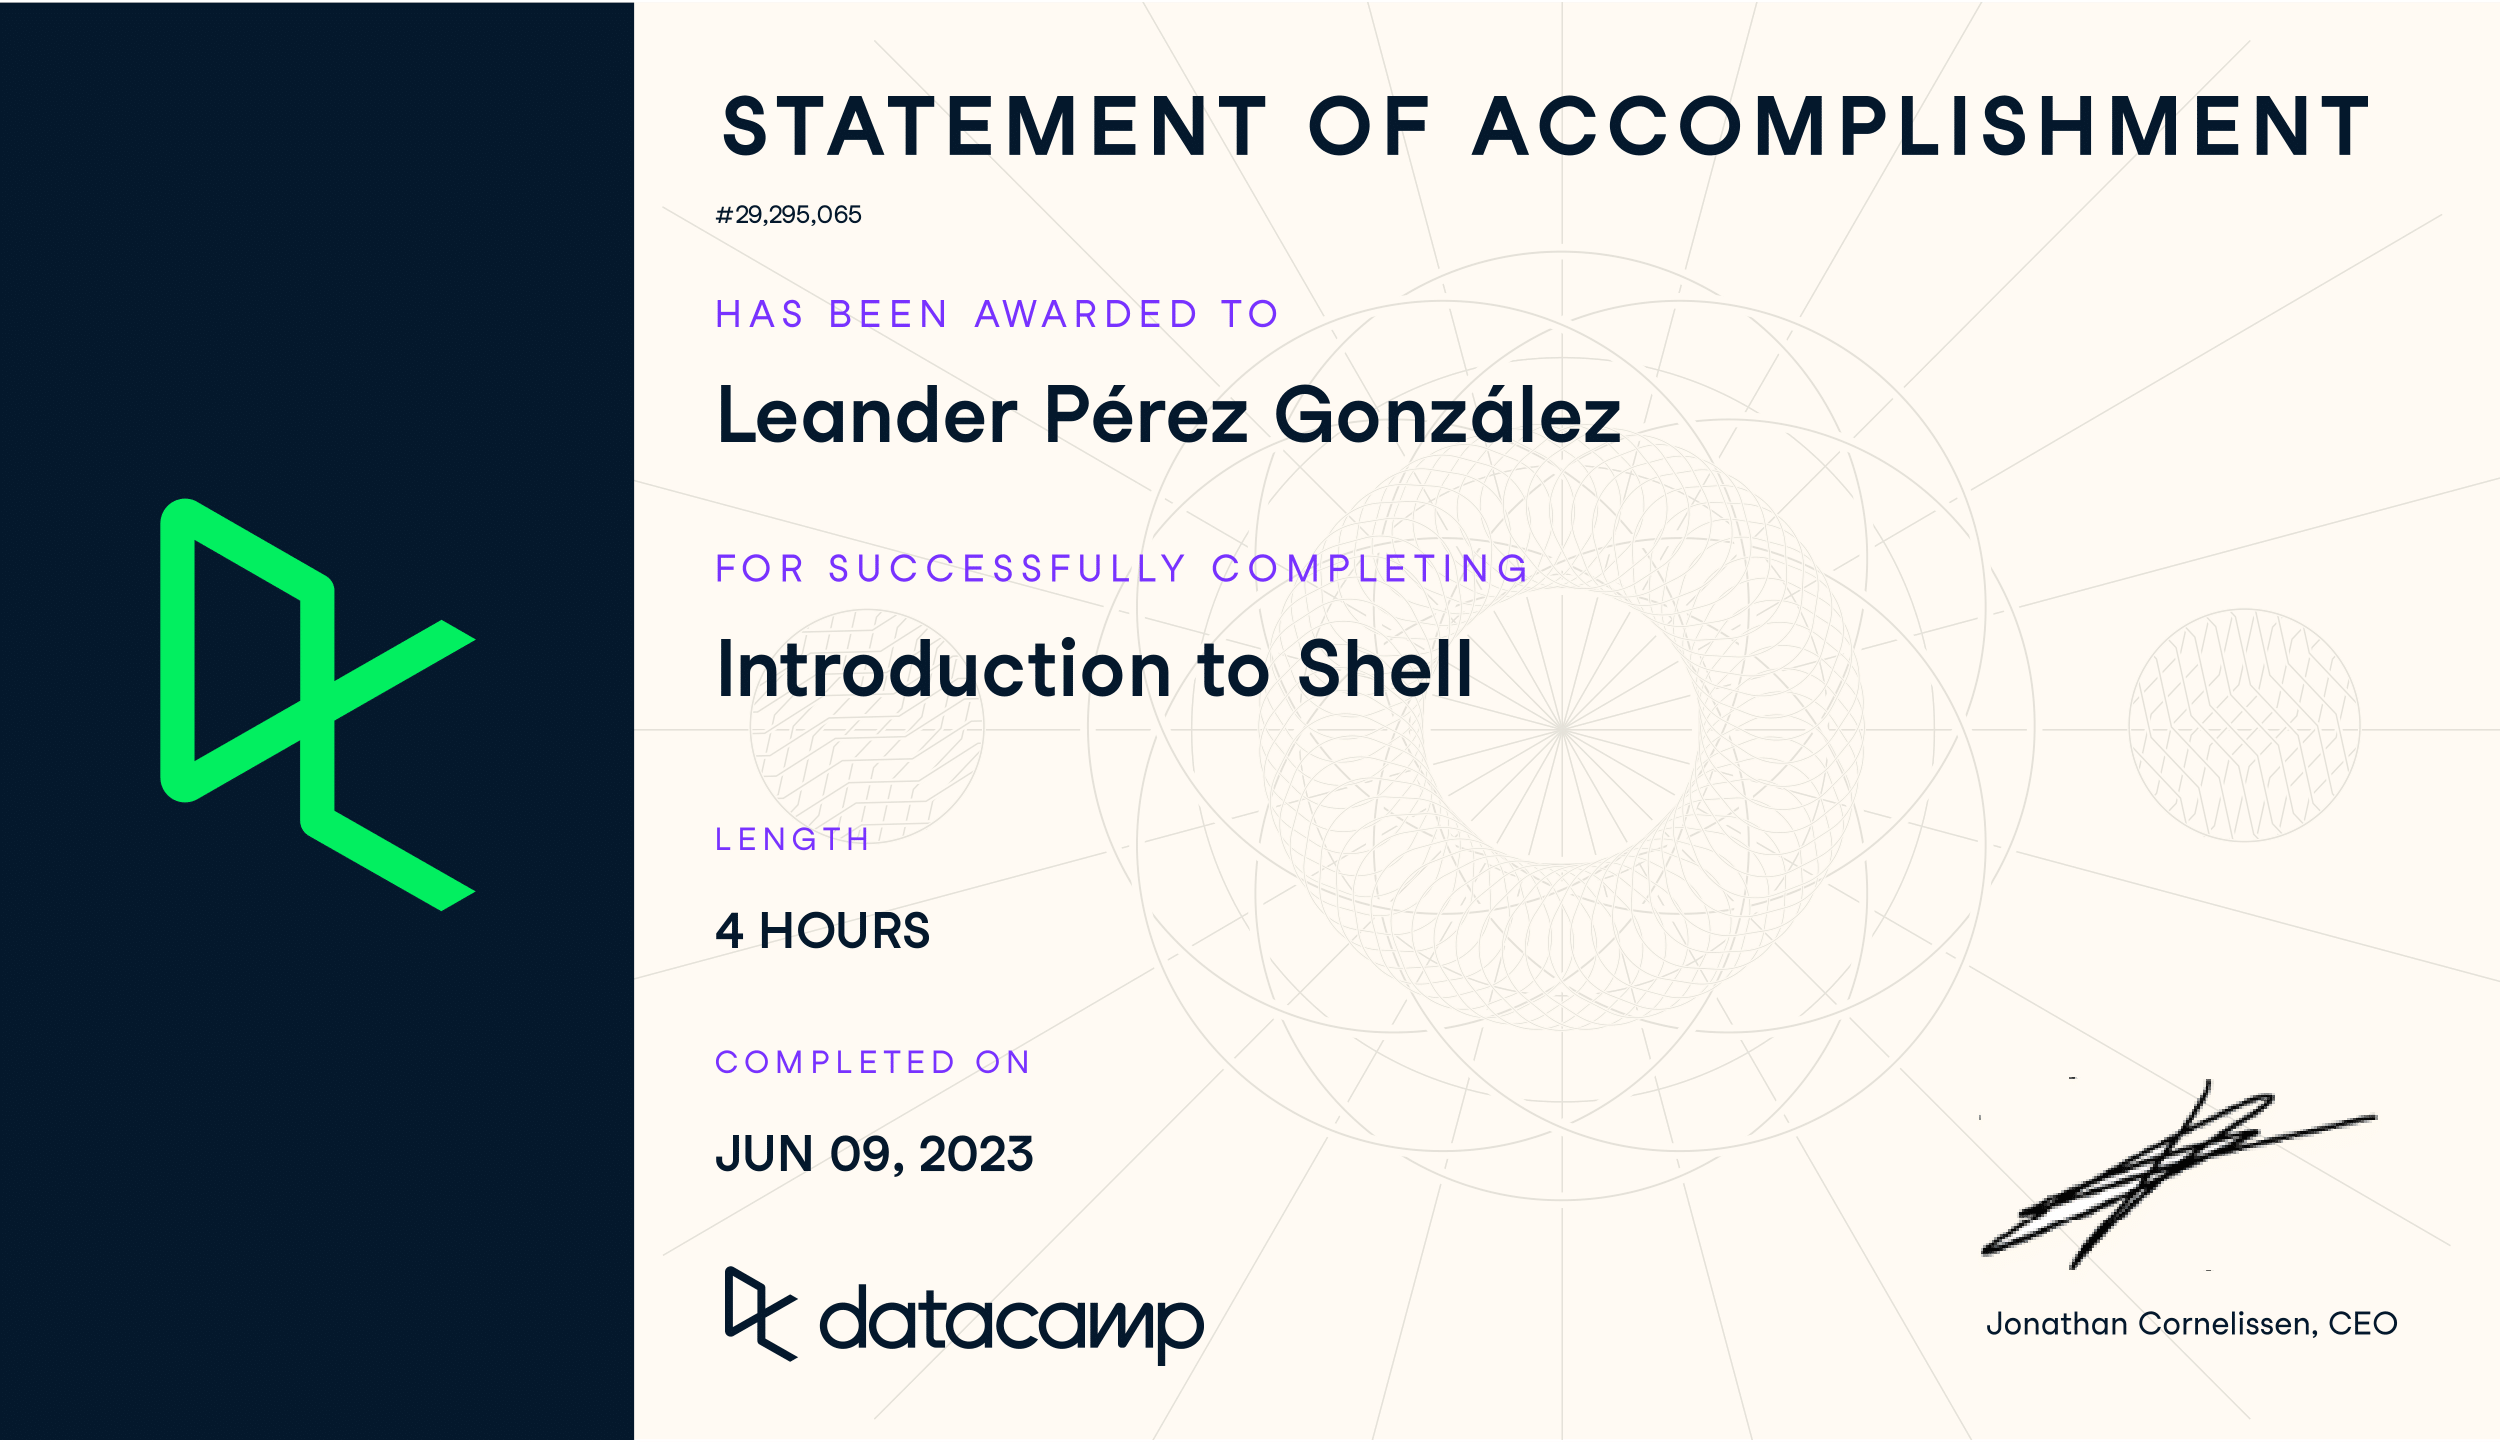 STATEMENT OF ACCOMPLISHMENT
#29,295,065
HAS BEEN AWARDED TO
Leander Pérez González
FOR SUCCESSFULLY COMPLETING
Introduction to Shell
LENGTH
4 HOURS
COMPLETED ON
JUN 09, 2023
datacamp
Jonathan Cornelissen, CEO